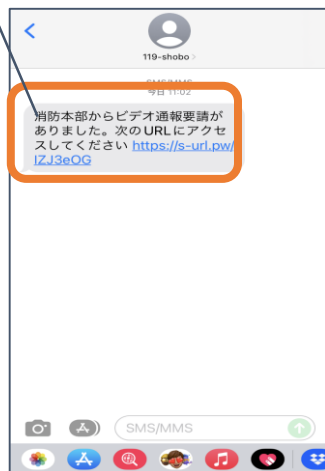 119-shobo
SMS/MMS
今日 11:02
消防本部からビデオ通報要請が
ありました。次のURLにアクセ
スしてください https://s-url.pw/
IZJ3eOG
SMS/MMS